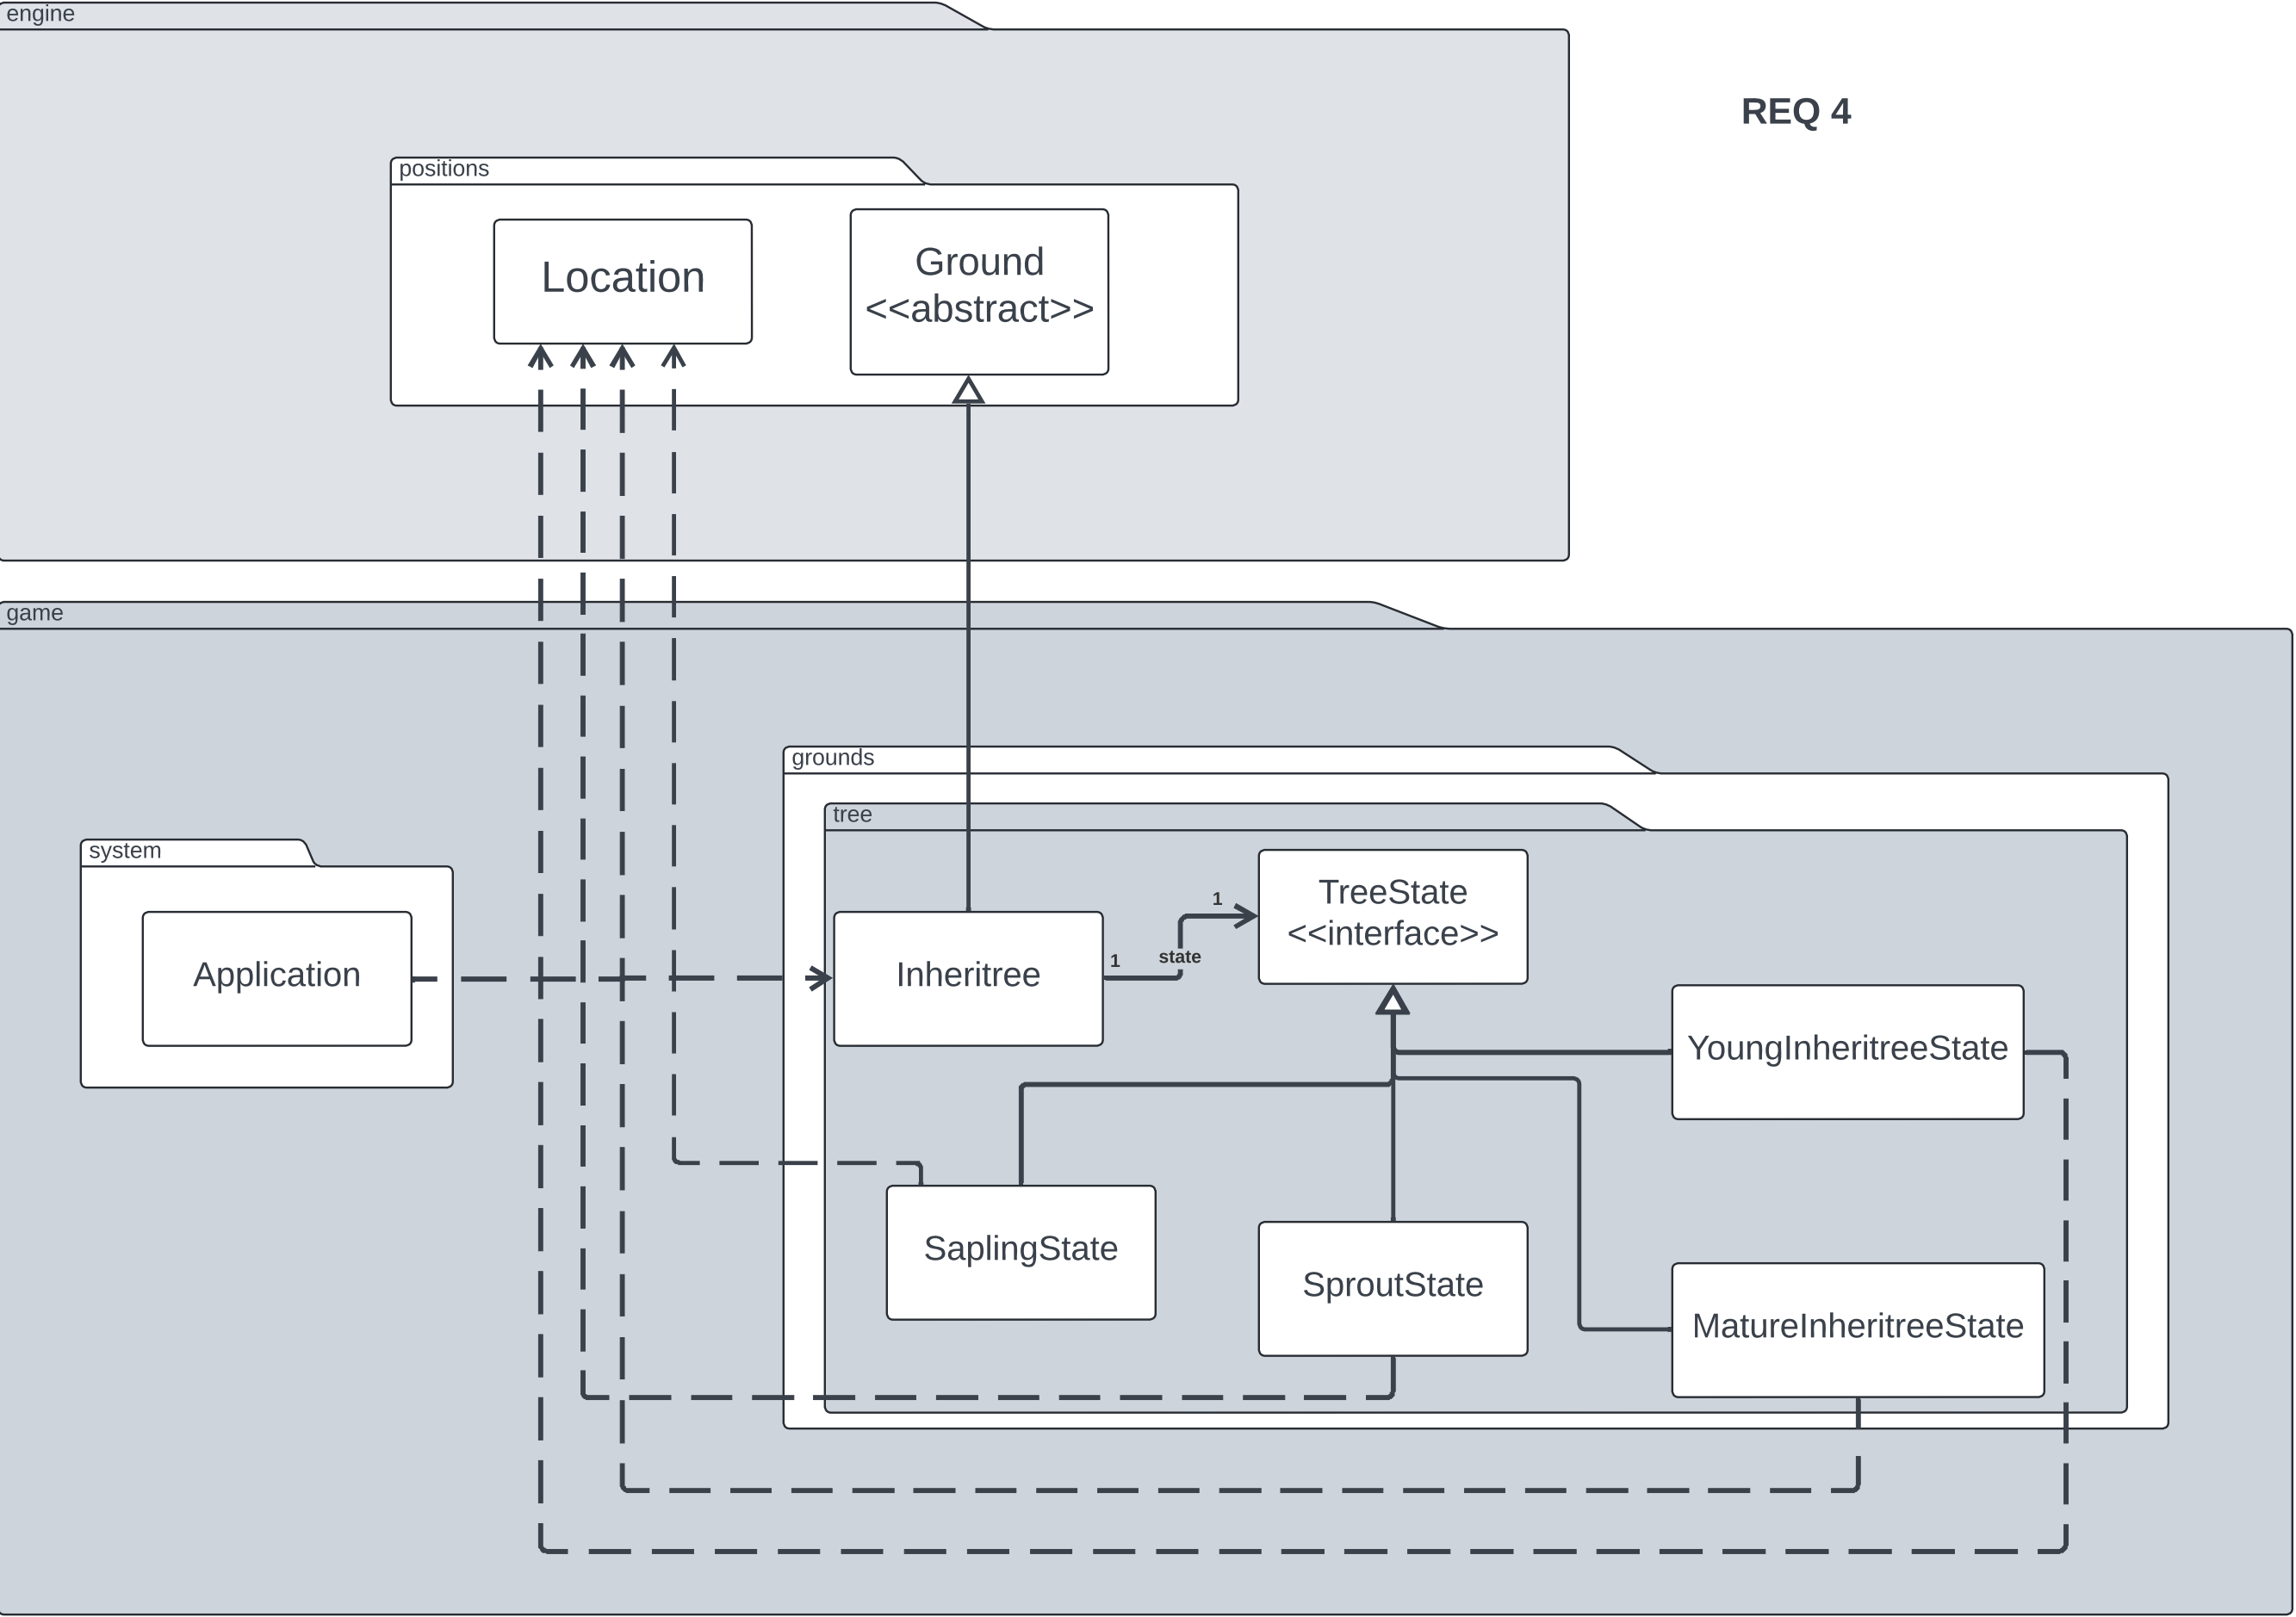 engine
REQ 4
positions
Location
Ground
<<abstract>>
game
grounds
tree
system
Application
Inheritree
1
state
1
TreeState
<<interface>>
YoungInheritreeState
SaplingState
SproutState
MatureInheritreeState